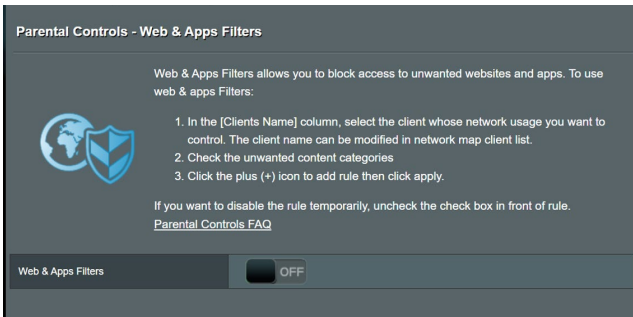 Parental Controls - Web & Apps Filters
Web & Apps Filters allows you to block access to unwanted websites and apps. To use
web & apps Filters:
1. In the [Clients Name] column, select the client whose network usage you want to
control. The client name can be modified in network map client list.
2. Check the unwanted content categories
3. Click the plus (+) icon to add rule then click apply.
If you want to disable the rule temporarily, uncheck the check box in front of rule.
Parental Controls FAQ
Web & Apps Filters
OFF